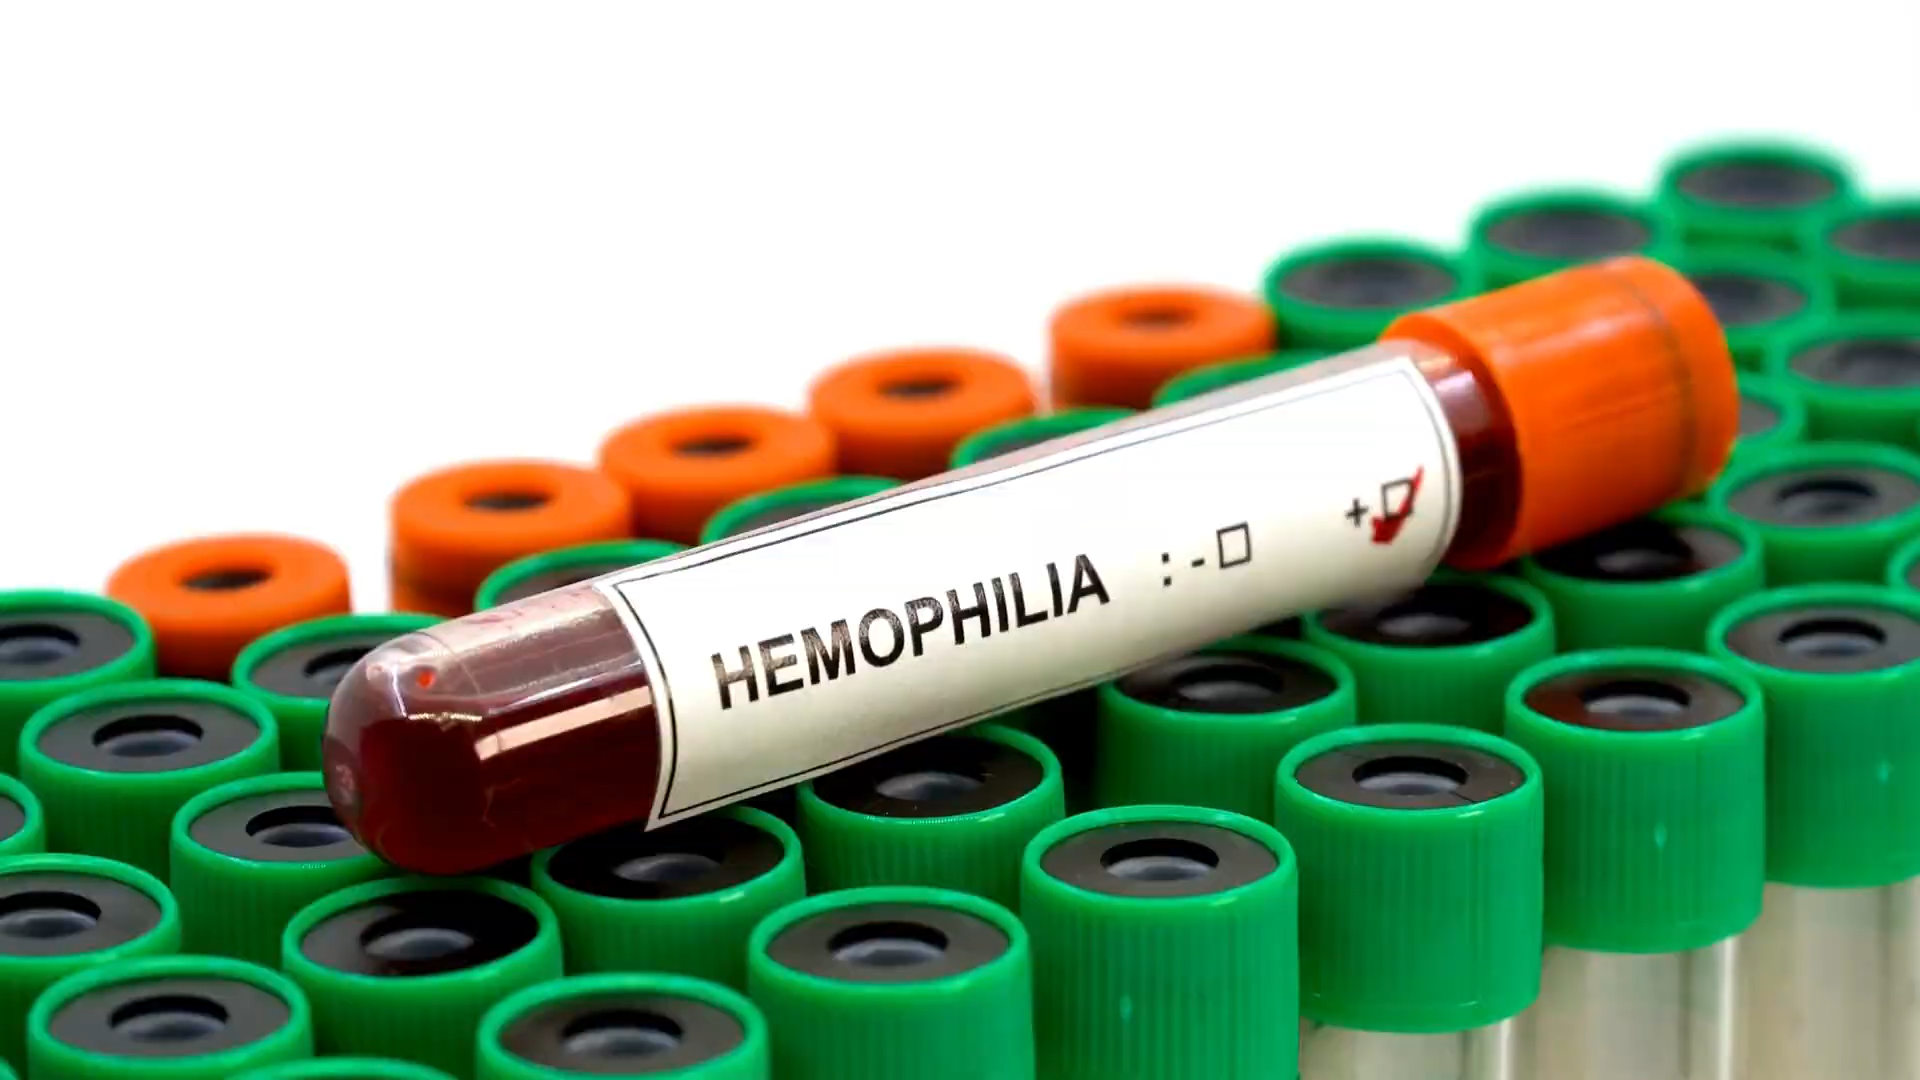 HEMOPHILIA : - □ + □